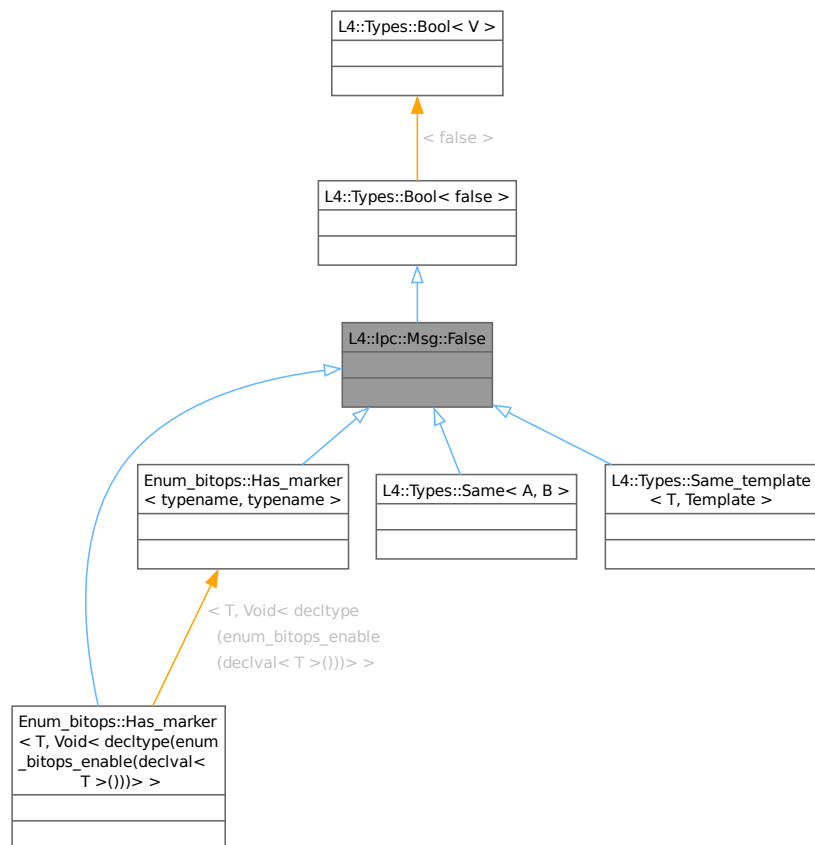 L4::Types::Bool< V >
< false >
L4::Types::Bool< false >
L4::Ipc::Msg::False
Enum_bitops::Has_marker
< typename, typename >
L4::Types::Same< A, B >
L4::Types::Same_template
< T, Template >
< T, Void< decltype
(enum_bitops_enable
(declval< T >()))> >
Enum_bitops::Has_marker
< T, Void< decltype(enum
_bitops_enable(declval<
T >()))> >